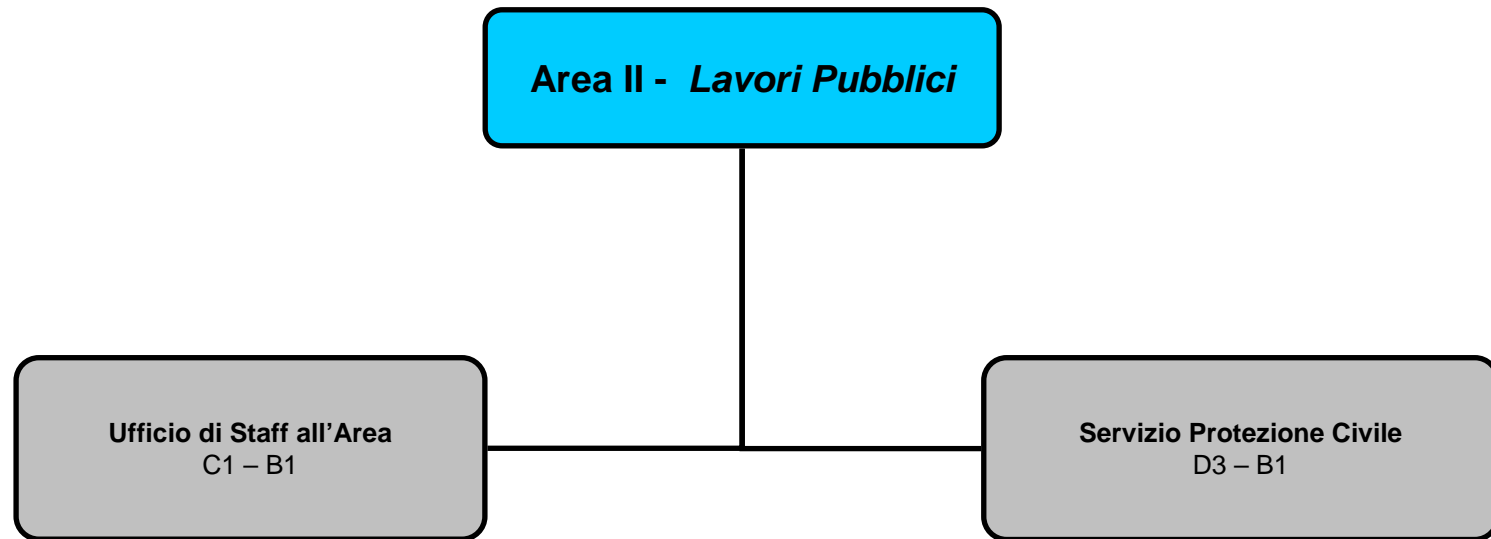 Area II - Lavori Pubblici
Ufficio di Staff all’Area
C1 – B1
Servizio Protezione Civile
D3 – B1